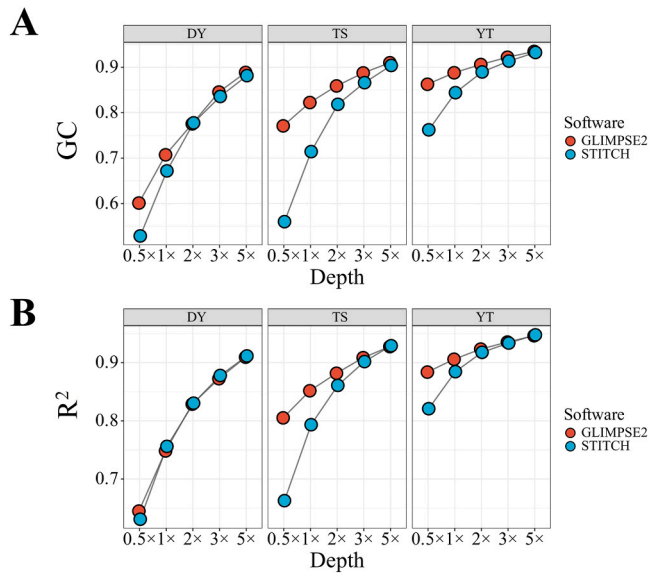 A
DY TS YT
GC
0.9
0.8
0.7
0.6
0.5× 1× 2× 3× 5× 0.5× 1× 2× 3× 5× 0.5× 1× 2× 3× 5×
Depth
Software
GLIMPSE2
STITCH
B
DY TS YT
R²
0.9
0.8
0.7
0.5× 1× 2× 3× 5× 0.5× 1× 2× 3× 5× 0.5× 1× 2× 3× 5×
Depth
Software
GLIMPSE2
STITCH